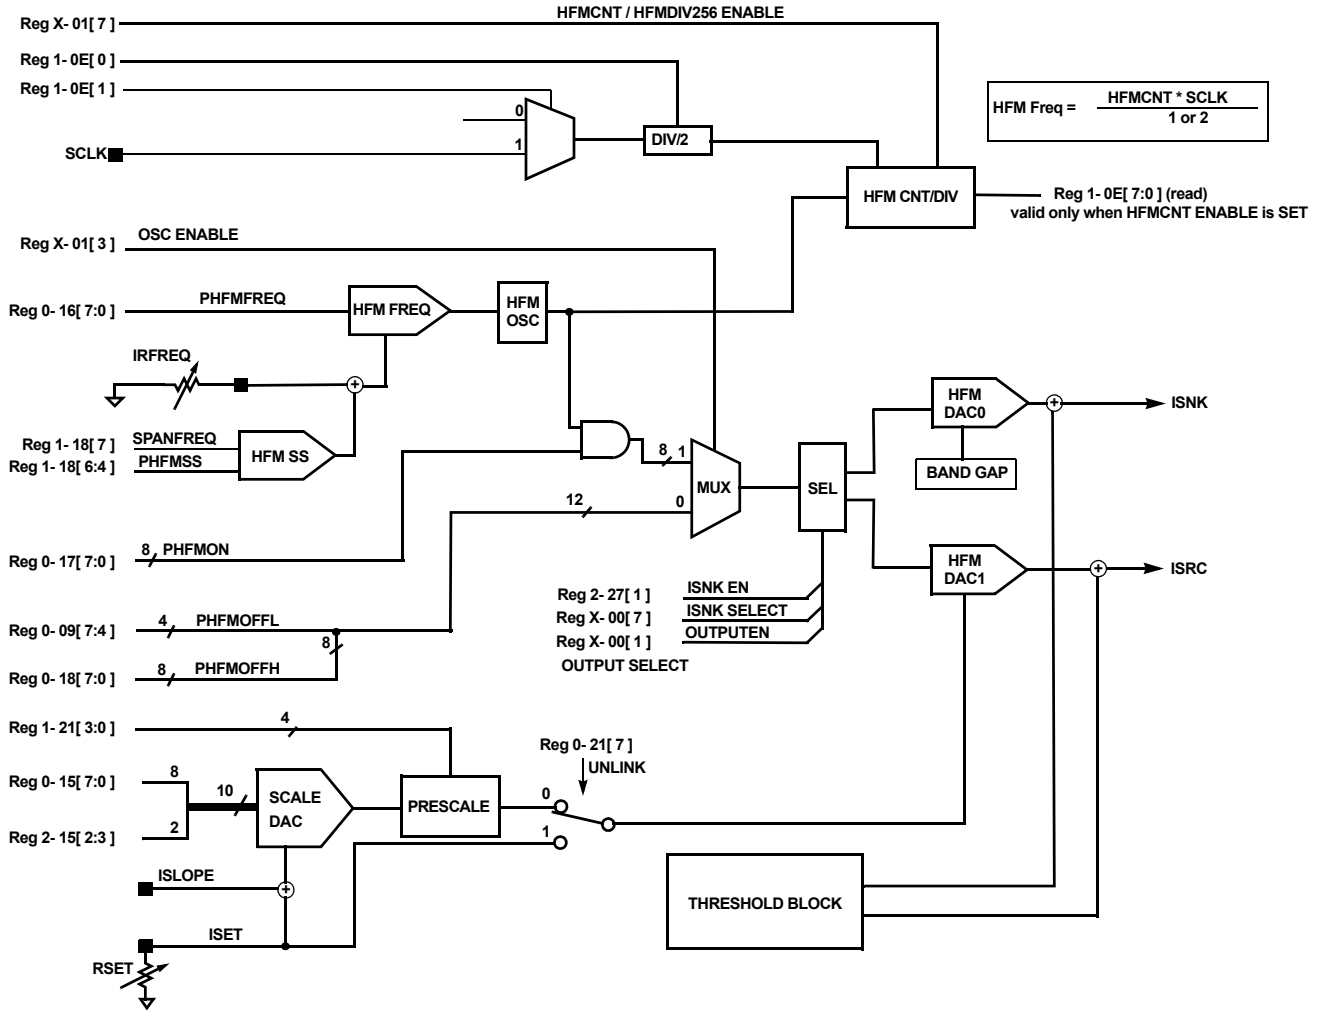 HFMCNT / HFMDIV256 ENABLE
Reg X- 01[ 7 ]
Reg 1- 0E[ 0 ]
Reg 1- 0E[ 1 ]
0
1
SCLK
DIV/2
HFM Freq =
HFMCNT * SCLK
1 or 2
HFM CNT/DIV
Reg 1- 0E[ 7:0 ] (read)
valid only when HFMCNT ENABLE is SET
Reg X- 01[ 3 ]
OSC ENABLE
Reg 0- 16[ 7:0 ]
PHFMFREQ
HFM FREQ
HFM
OSC
IRFREQ
+
Reg 1- 18[ 7 ]
SPANFREQ
Reg 1- 18[ 6:4 ]
PHFMSS
HFM SS
8
1
MUX
12
0
SEL
HFM
DAC0
+
ISNK
BAND GAP
HFM
DAC1
+
ISRC
Reg 0- 17[ 7:0 ]
8
PHFMON
Reg 2- 27[ 1 ]
ISNK EN
Reg X- 00[ 7 ]
ISNK SELECT
Reg X- 00[ 1 ]
OUTPUTEN
OUTPUT SELECT
Reg 0- 09[ 7:4 ]
4
PHFMOFFL
8
Reg 0- 18[ 7:0 ]
8
PHFMOFFH
Reg 1- 21[ 3:0 ]
4
Reg 0- 21[ 7 ]
UNLINK
Reg 0- 15[ 7:0 ]
8
10
SCALE
DAC
PRESCALE
0
1
Reg 2- 15[ 2:3 ]
2
ISLOPE
+
ISET
RSET
THRESHOLD BLOCK